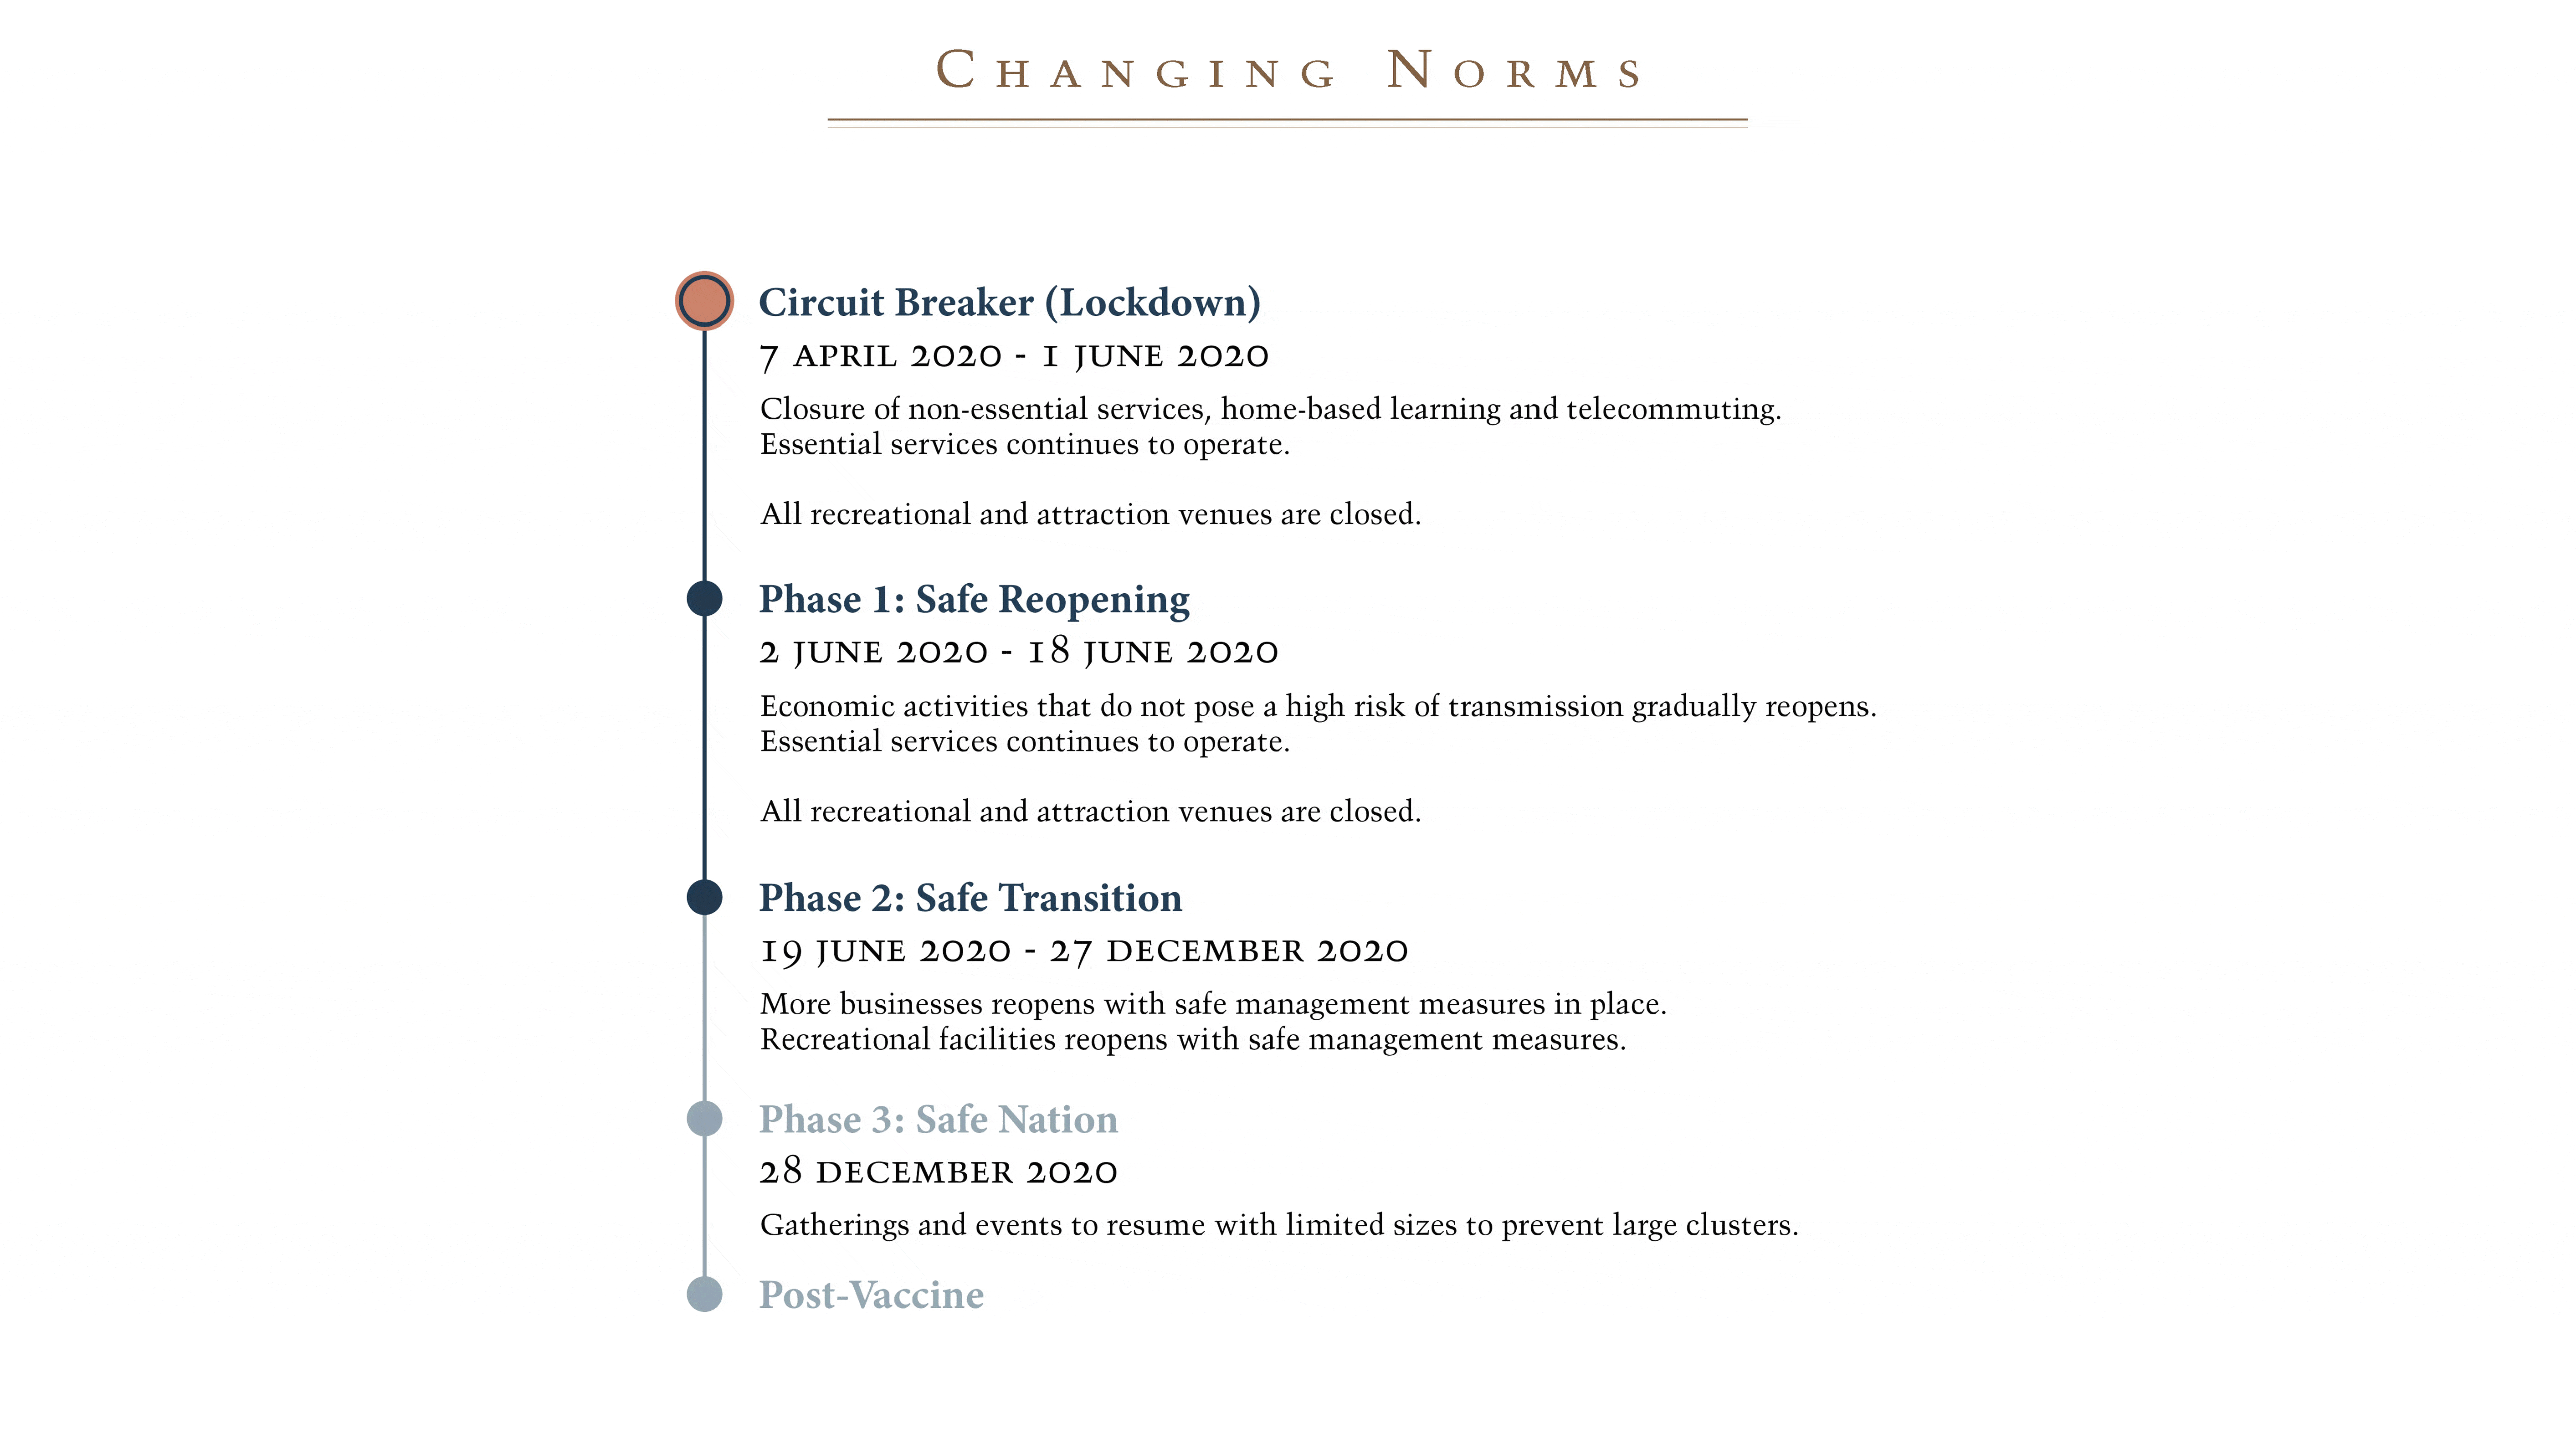 Changing Norms
Circuit Breaker (Lockdown)
7 APRIL 2020 - 1 JUNE 2020
Closure of non-essential services, home-based learning and telecommuting.
Essential services continues to operate.
All recreational and attraction venues are closed.
Phase 1: Safe Reopening
2 JUNE 2020 - 18 JUNE 2020
Economic activities that do not pose a high risk of transmission gradually reopens.
Essential services continues to operate.
All recreational and attraction venues are closed.
Phase 2: Safe Transition
19 JUNE 2020 - 27 DECEMBER 2020
More businesses reopens with safe management measures in place.
Recreational facilities reopens with safe management measures.
Phase 3: Safe Nation
28 DECEMBER 2020
Gatherings and events to resume with limited sizes to prevent large clusters.
Post-Vaccine